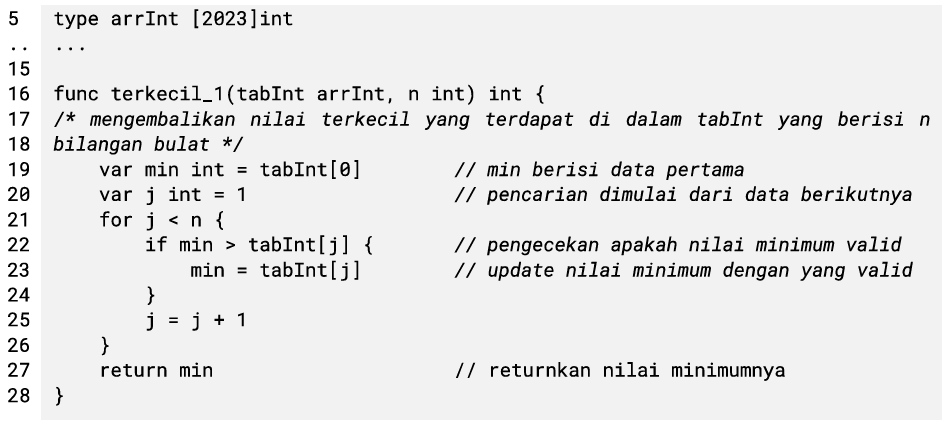 5 type arrInt [2023]int
.. ...
15
16 func terkecil_1(tabInt arrInt, n int) int {
17 /* mengembalikan nilai terkecil yang terdapat di dalam tabInt yang berisi n
18 bilangan bulat */
19     var min int = tabInt[0]        // min berisi data pertama
20     var j int = 1                  // pencarian dimulai dari data berikutnya
21     for j < n {
22         if min > tabInt[j] {       // pengecekan apakah nilai minimum valid
23             min = tabInt[j]        // update nilai minimum dengan yang valid
24         }
25         j = j + 1
26     }
27     return min                     // returnkan nilai minimumnya
28 }